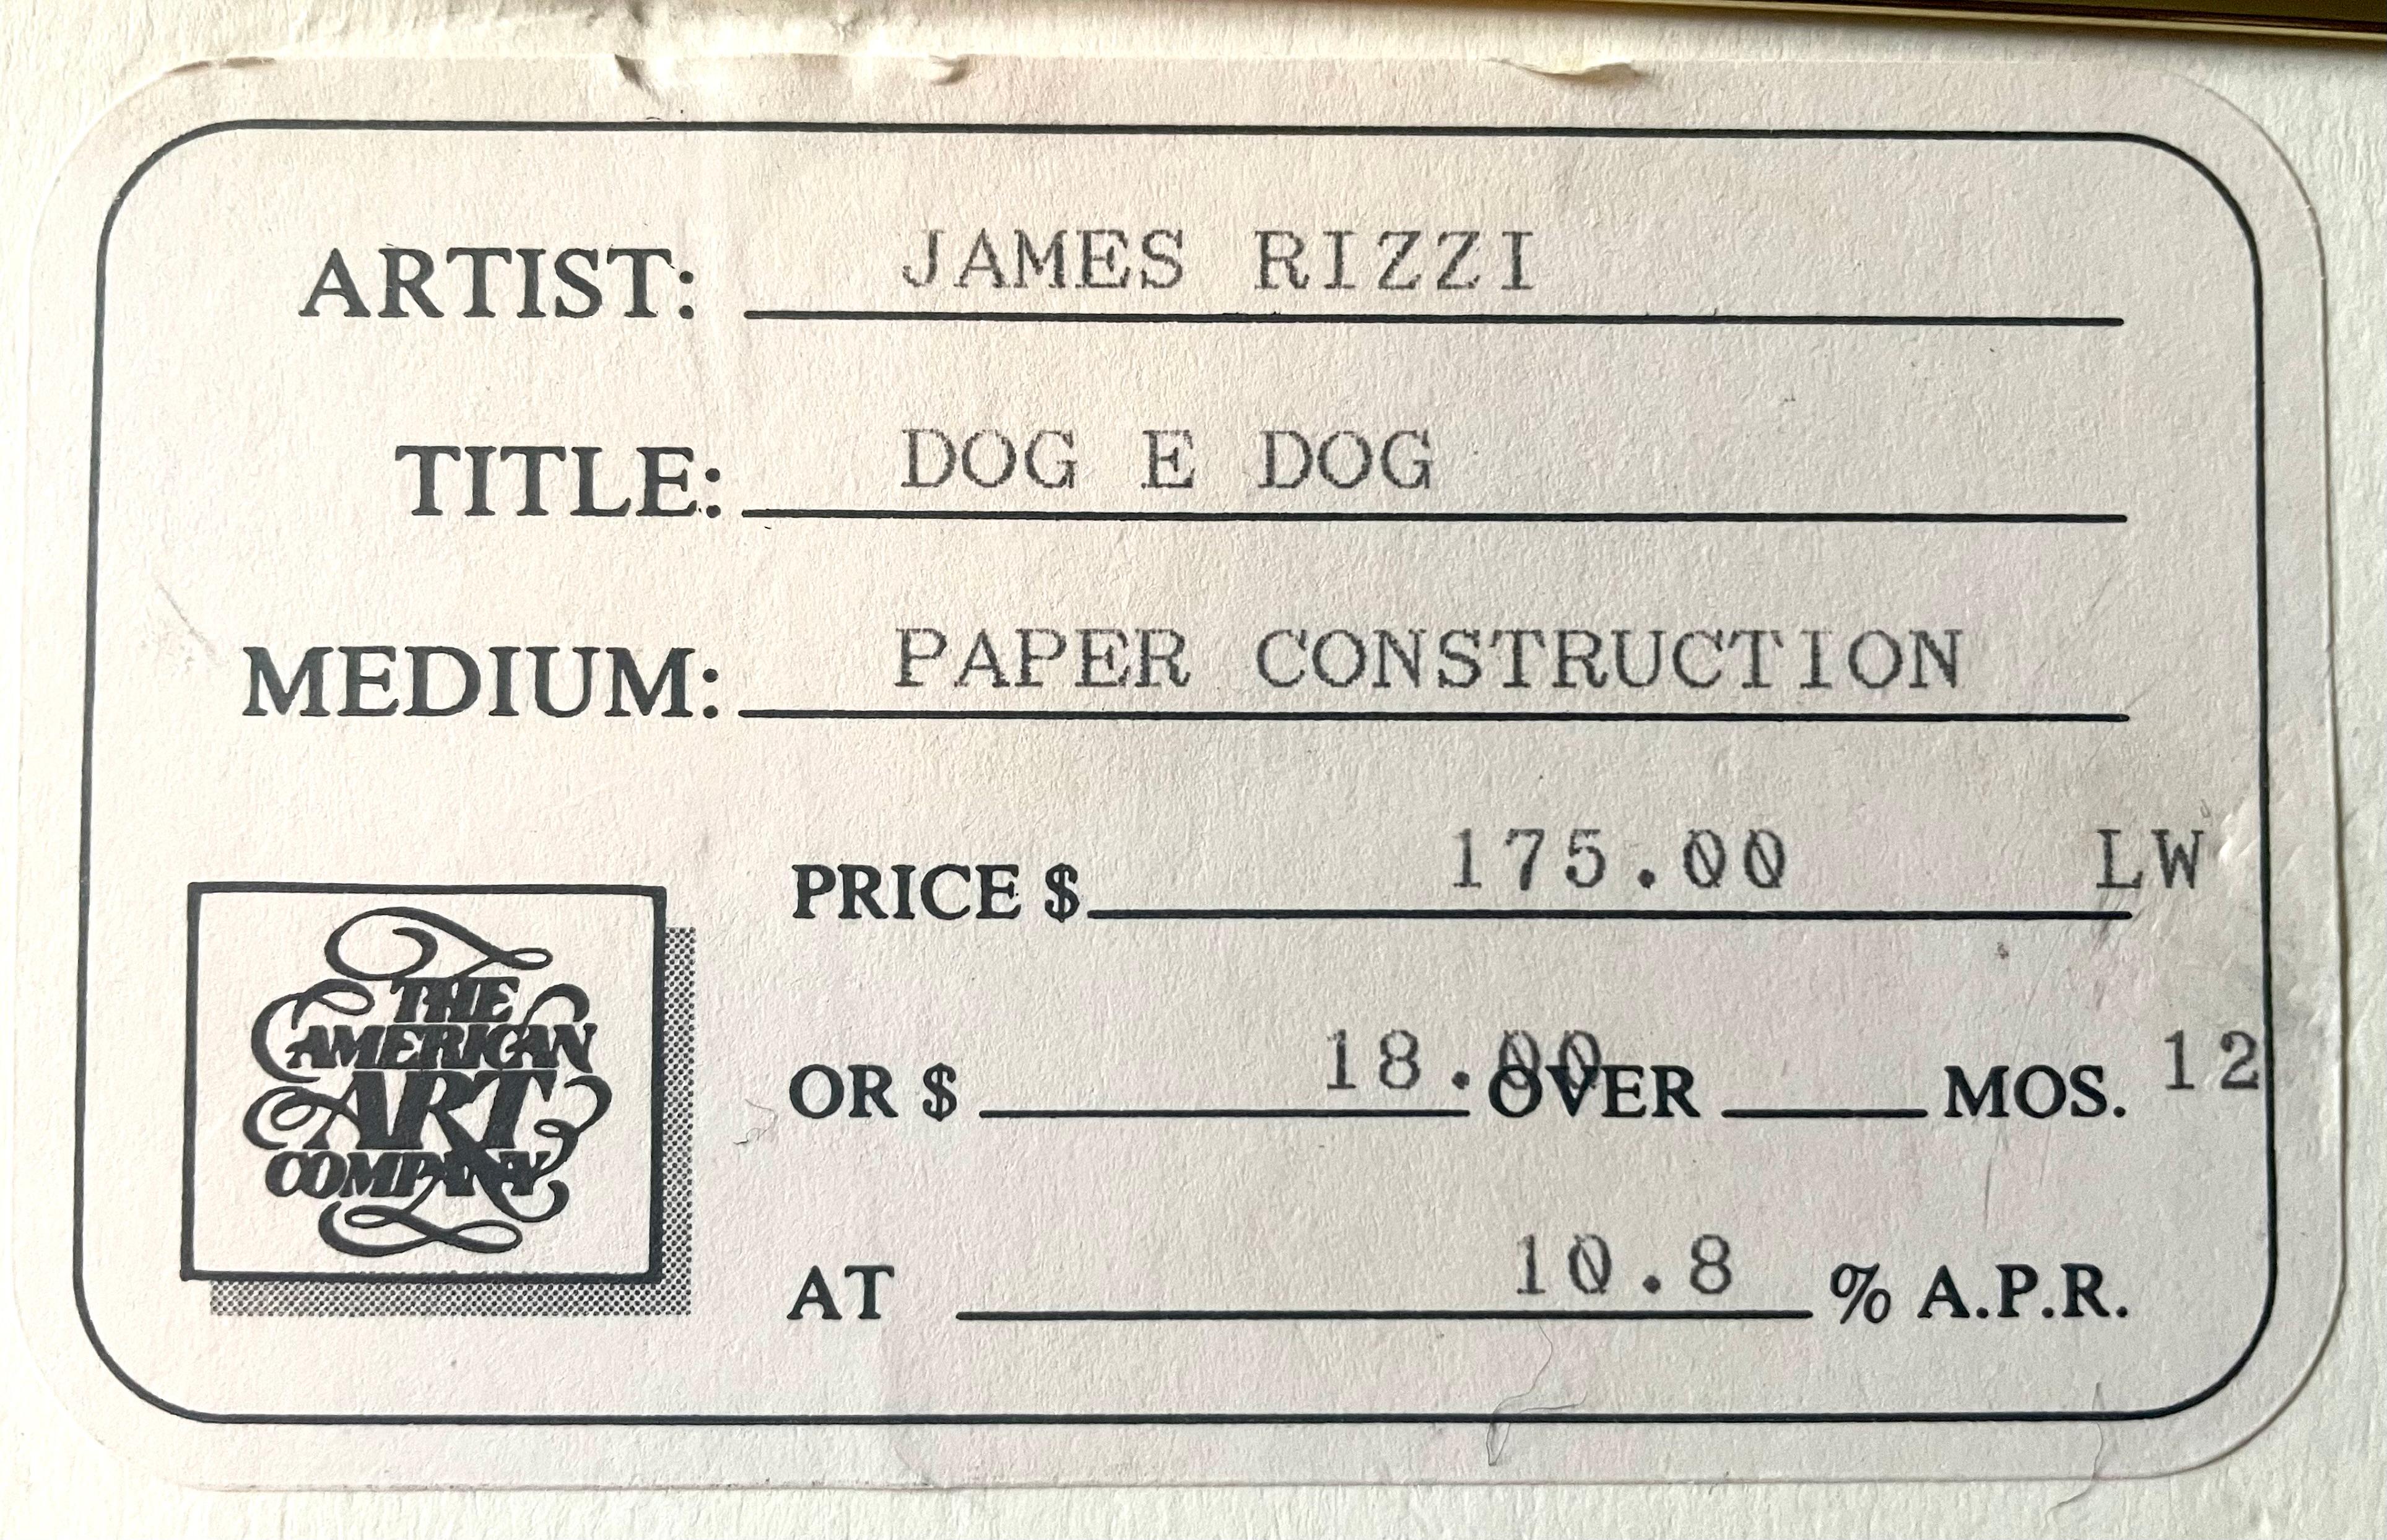 ARTIST: JAMES RIZZI
TITLE: DOG E DOG
MEDIUM: PAPER CONSTRUCTION
PRICE $ 175.00 LW
OR $ 18.00 OVER MOS. 12
AT 10.8 % A.P.R.
THE
AMERICAN
ART
COMPANY